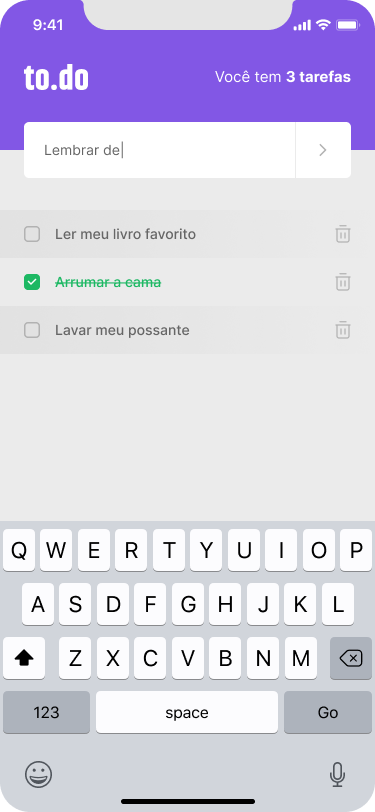 9:41
to.do
Você tem 3 tarefas
Lembrar de
Ler meu livro favorito
Arrumar a cama
Lavar meu possante
Q W E R T Y U I O P
A S D F G H J K L
Z X C V B N M
123 space Go